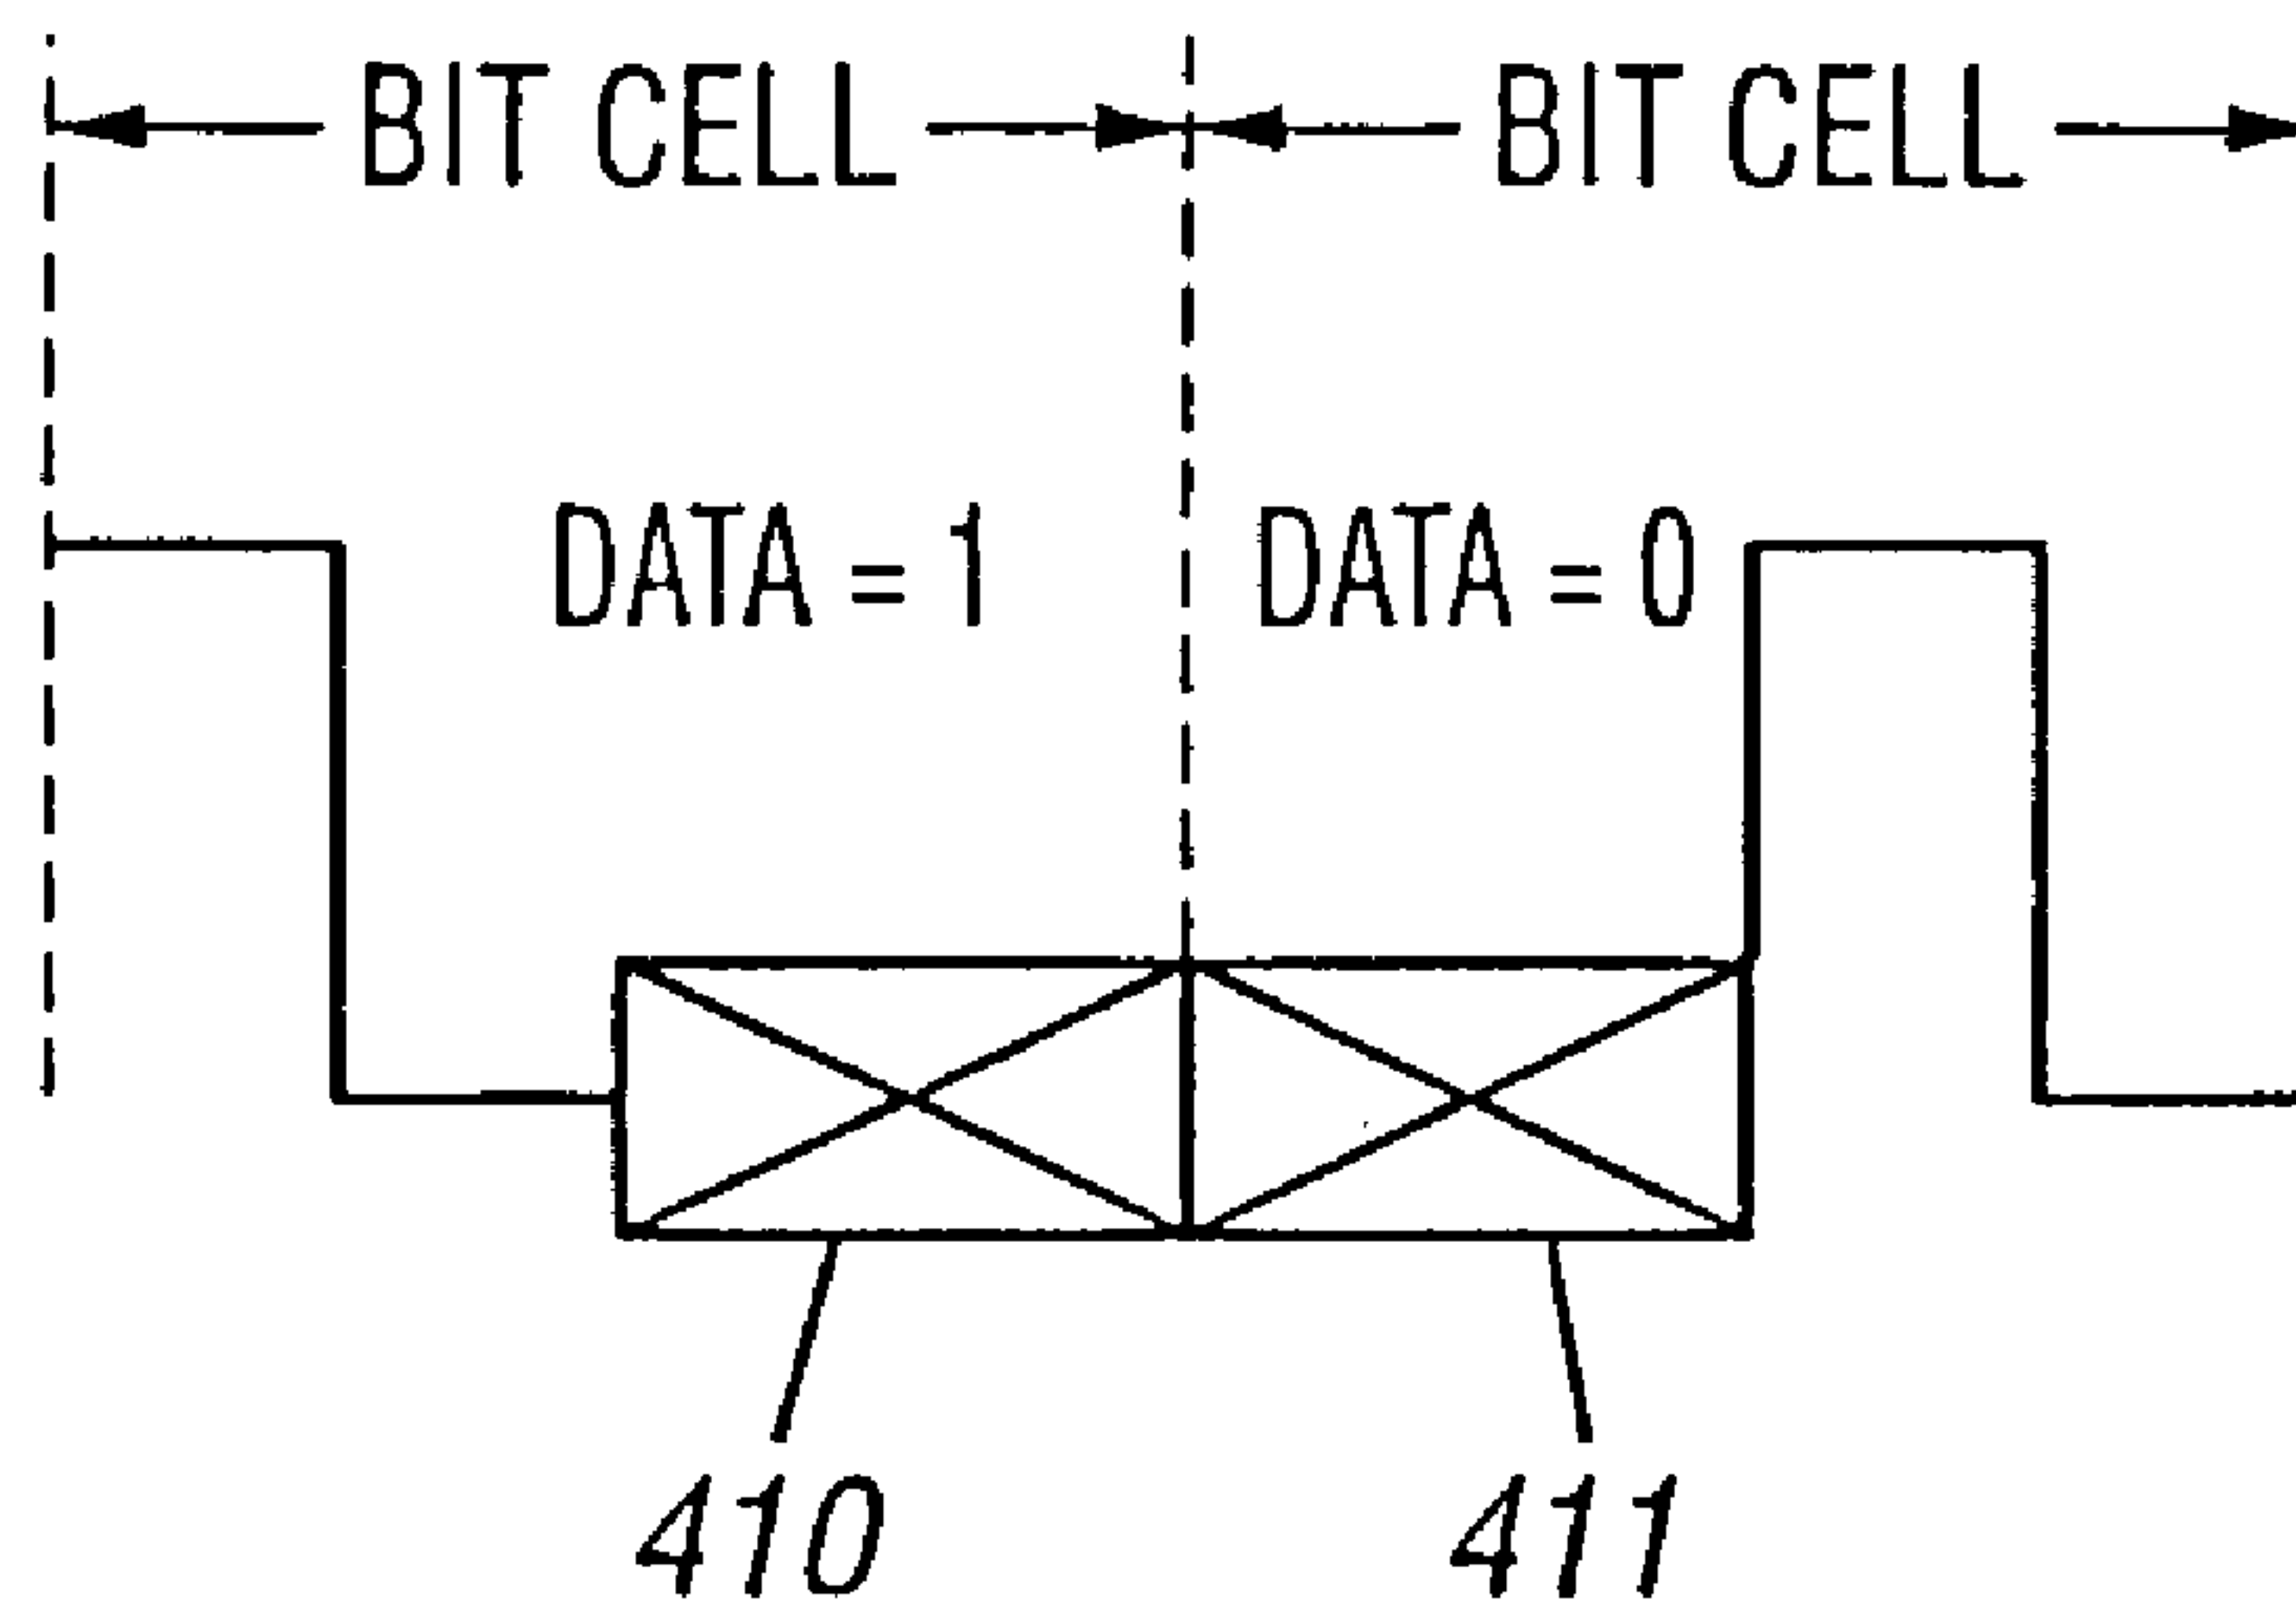 BIT CELL BIT CELL
DATA = 1 DATA = 0
410 411